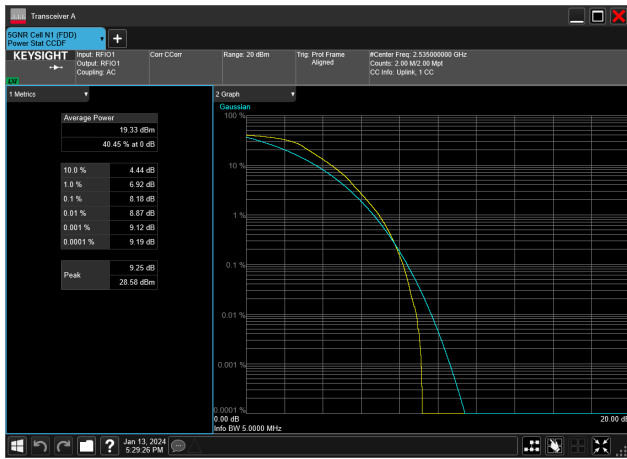 Transceiver A
5GNR Cell N1 (FDD)
Power Stat CCDF
KEYSIGHT
Input: RFIO1
Output: RFIO1
Coupling: AC
Corr CCorr
Range: 20 dBm
Trig: Prot Frame
Aligned
#Center Freq: 2.535000000 GHz
Counts: 2.00 M/2.00 Mpt
CC Info: Uplink, 1 CC
LXI
1 Metrics
Average Power
19.33 dBm
40.45 % at 0 dB
10.0 % 4.44 dB
1.0 % 6.92 dB
0.1 % 8.18 dB
0.01 % 8.87 dB
0.001 % 9.12 dB
0.0001 % 9.19 dB
Peak
9.25 dB
28.58 dBm
2 Graph
Gaussian
100 %
10 %
1 %
0.1 %
0.01 %
0.001 %
0.0001 %
0.00 dB
20.00 dB
Info BW 5.0000 MHz
Jan 13, 2024
5:29:26 PM